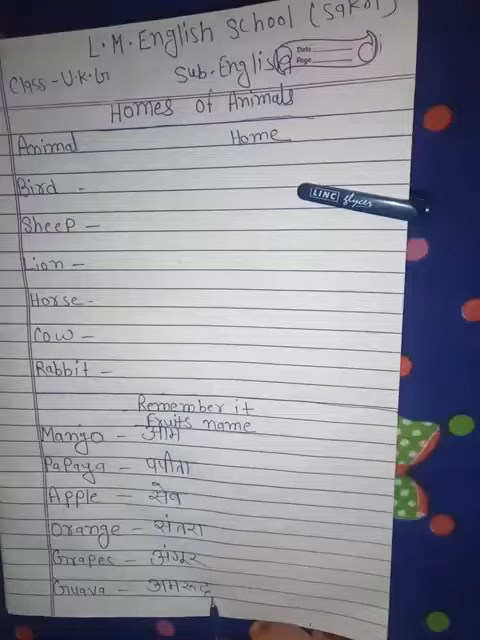 L.M. English School (Sakri)
Class - U.K.G Sub. English
Date
Page
Homes of Animals
Animal Home
Bird -
LINC glycer
Sheep -
Lion -
Horse -
Cow -
Rabbit -
Remember it
Fruits name
Mango - आम
Papaya - पपीता
Apple - सेब
Orange - संतरा
Grapes - अंगूर
Guava - अमरूद